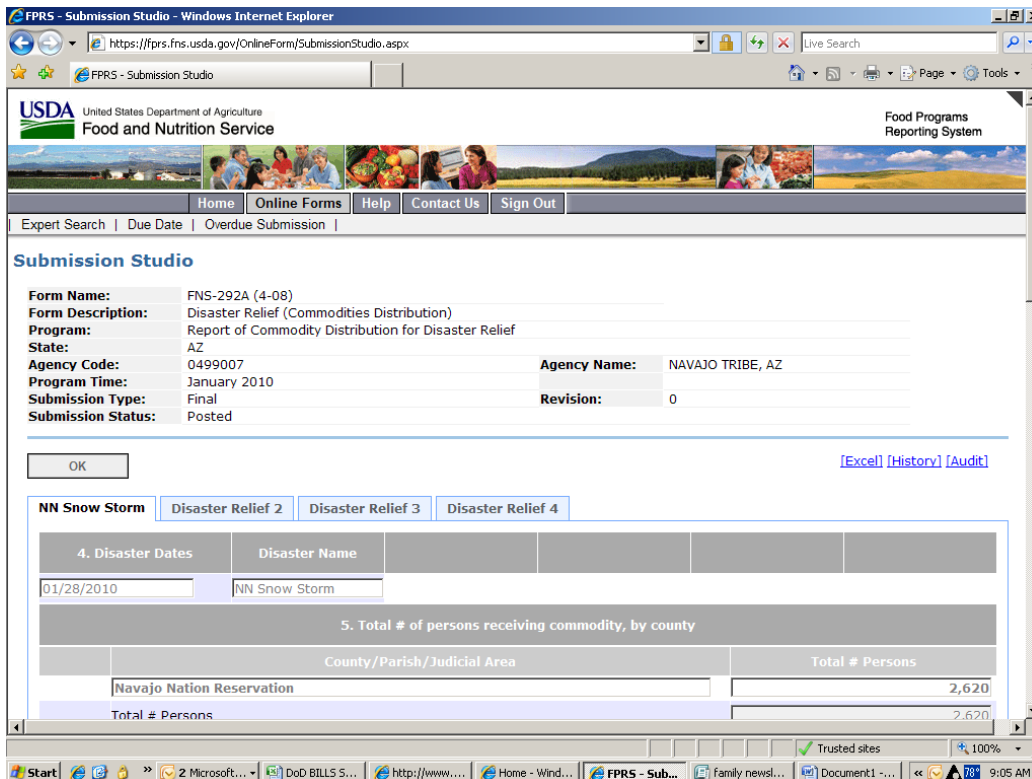 FPRS - Submission Studio - Windows Internet Explorer
https://fprs.fns.usda.gov/OnlineForm/SubmissionStudio.aspx Live Search
FPRS - Submission Studio Page Tools
USDA United States Department of Agriculture
Food and Nutrition Service
Food Programs
Reporting System
Home Online Forms Help Contact Us Sign Out
| Expert Search | Due Date | Overdue Submission |
Submission Studio
Form Name: FNS-292A (4-08)
Form Description: Disaster Relief (Commodities Distribution)
Program: Report of Commodity Distribution for Disaster Relief
State: AZ
Agency Code: 0499007 Agency Name: NAVAJO TRIBE, AZ
Program Time: January 2010
Submission Type: Final Revision: 0
Submission Status: Posted
OK [Excel] [History] [Audit]
NN Snow Storm Disaster Relief 2 Disaster Relief 3 Disaster Relief 4
4. Disaster Dates Disaster Name
01/28/2010 NN Snow Storm
5. Total # of persons receiving commodity, by county
County/Parish/Judicial Area Total # Persons
Navajo Nation Reservation 2,620
Total # Persons 2,620
Trusted sites 100%
Start » 2 Microsoft... DoD BILLS S... http://www.... Home - Wind... FPRS - Sub... family newsl... Document1 -... « 78° 9:05 AM